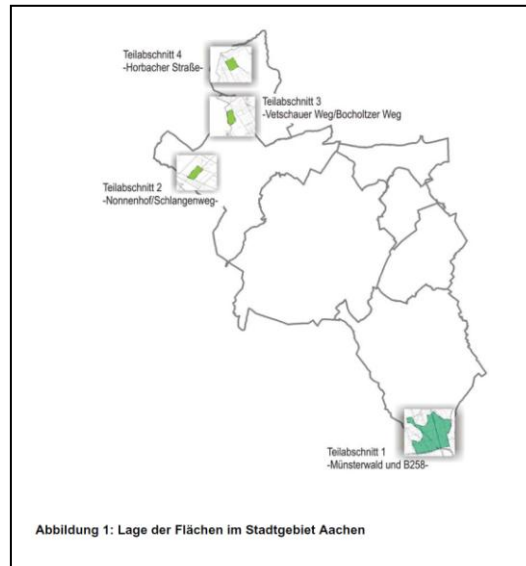 Teilabschnitt 4
-Horbacher Straße-
Teilabschnitt 3
-Vetschauer Weg/Bocholtzer Weg
Teilabschnitt 2
-Nonnenhof/Schlangenweg-
Teilabschnitt 1
-Münsterwald und B258-
Abbildung 1: Lage der Flächen im Stadtgebiet Aachen